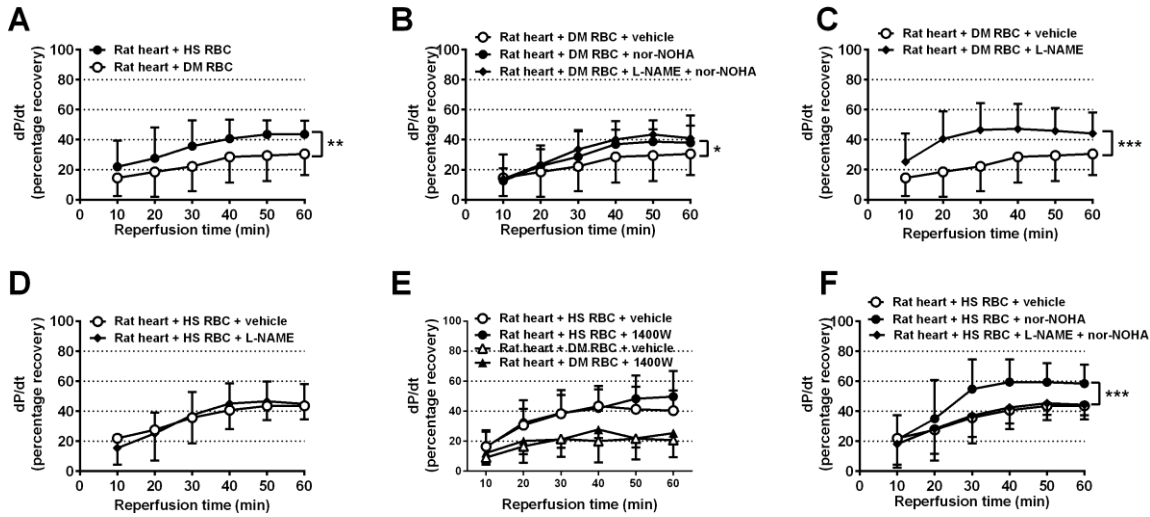 A
Rat heart + HS RBC
Rat heart + DM RBC
dP/dt
(percentage recovery)
100
80
60
40
20
0
0 10 20 30 40 50 60
Reperfusion time (min)
**
B
Rat heart + DM RBC + vehicle
Rat heart + DM RBC + nor-NOHA
Rat heart + DM RBC + L-NAME + nor-NOHA
dP/dt
(percentage recovery)
100
80
60
40
20
0
0 10 20 30 40 50 60
Reperfusion time (min)
*
C
Rat heart + DM RBC + vehicle
Rat heart + DM RBC + L-NAME
dP/dt
(percentage recovery)
100
80
60
40
20
0
0 10 20 30 40 50 60
Reperfusion time (min)
***
D
Rat heart + HS RBC + vehicle
Rat heart + HS RBC + L-NAME
dP/dt
(percentage recovery)
100
80
60
40
20
0
0 10 20 30 40 50 60
Reperfusion time (min)
E
Rat heart + HS RBC + vehicle
Rat heart + HS RBC + 1400W
Rat heart + DM RBC + vehicle
Rat heart + DM RBC + 1400W
dP/dt
(percentage recovery)
100
80
60
40
20
0
0 10 20 30 40 50 60
Reperfusion time (min)
F
Rat heart + HS RBC + vehicle
Rat heart + HS RBC + nor-NOHA
Rat heart + HS RBC + L-NAME + nor-NOHA
dP/dt
(percentage recovery)
100
80
60
40
20
0
0 10 20 30 40 50 60
Reperfusion time (min)
***